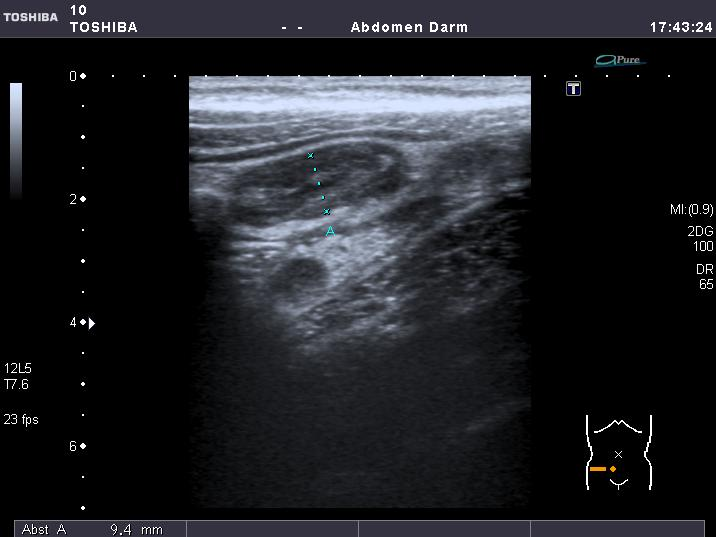 TOSHIBA
10
TOSHIBA - - Abdomen Darm 17:43:24
aPure
T
0
2
4
6
A
MI:(0.9)
2DG
100
DR
65
12L5
T7.6
23 fps
Abst A 9.4 mm